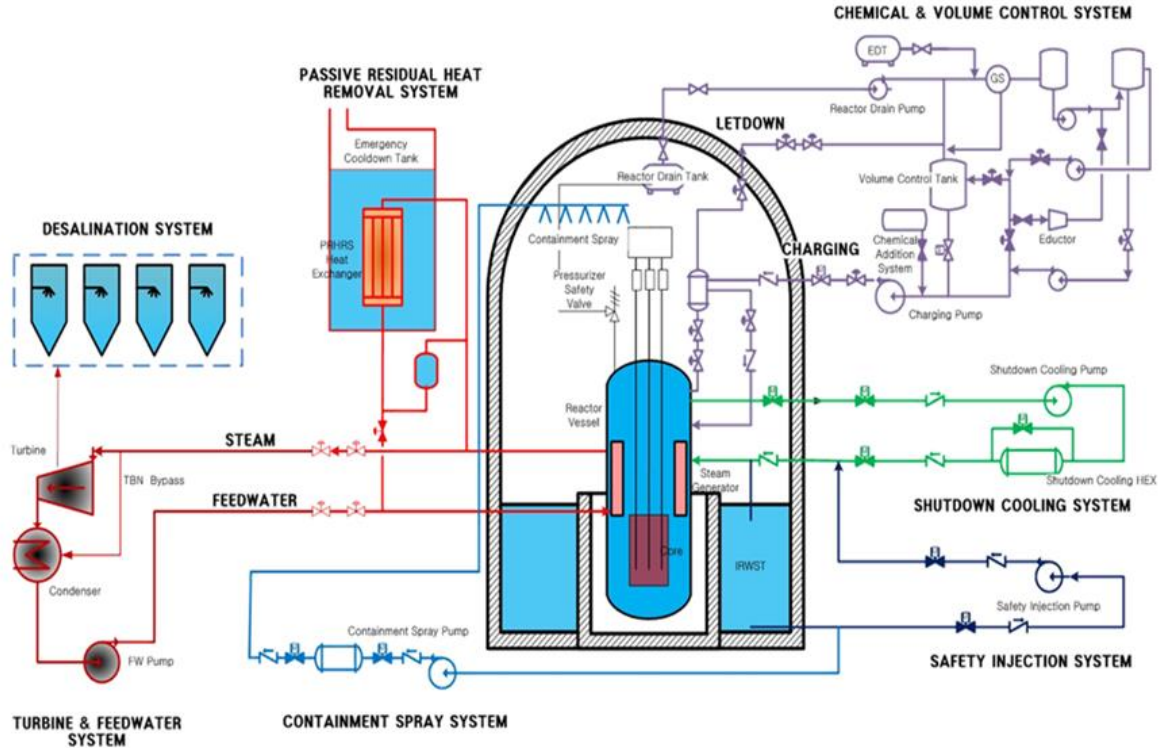 CHEMICAL & VOLUME CONTROL SYSTEM
EDT
GS
Reactor Drain Pump
PASSIVE RESIDUAL HEAT
REMOVAL SYSTEM
LETDOWN
Emergency
Cooldown Tank
Reactor Drain Tank
Volume Control Tank
DESALINATION SYSTEM
PRHRS
Heat
Exchanger
Containment Spray
CHARGING
Chemical
Addition
System
Eductor
Pressurizer
Safety
Valve
Charging Pump
Shutdown Cooling Pump
Reactor
Vessel
Turbine
STEAM
TBN Bypass
Steam
Generator
Shutdown Cooling HEX
FEEDWATER
SHUTDOWN COOLING SYSTEM
Core
IRWST
Condenser
Safety Injection Pump
Containment Spray Pump
FW Pump
SAFETY INJECTION SYSTEM
TURBINE & FEEDWATER
SYSTEM
CONTAINMENT SPRAY SYSTEM